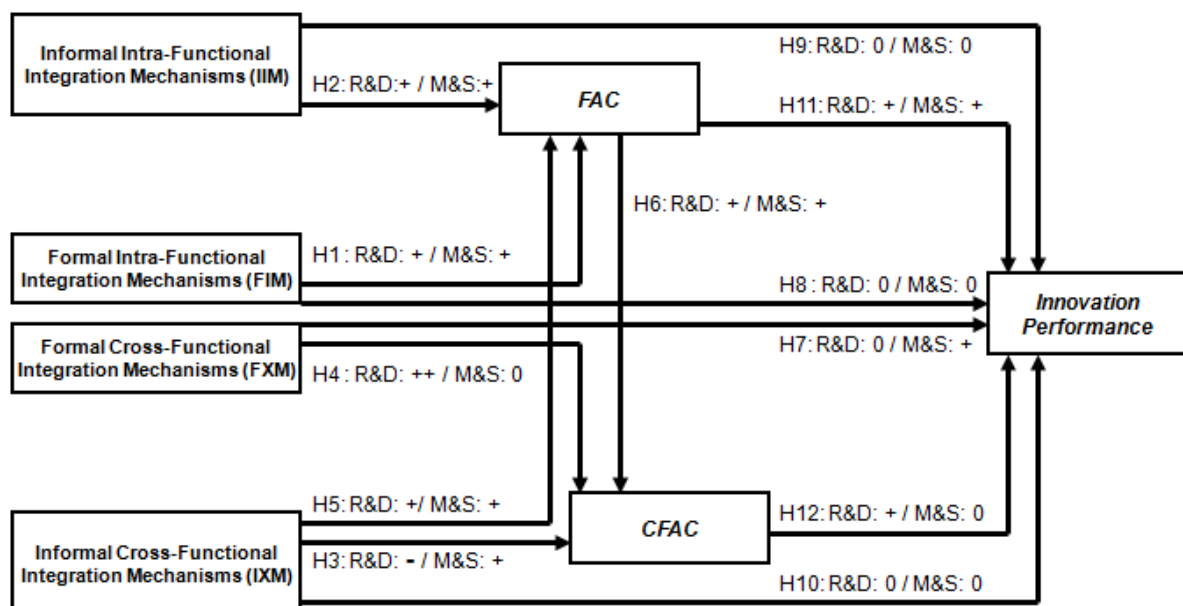 Informal Intra-Functional
Integration Mechanisms (IIM)
H9: R&D: 0 / M&S: 0
H2: R&D:+ / M&S:+
FAC
H11: R&D: + / M&S: +
H6: R&D: + / M&S: +
Formal Intra-Functional
Integration Mechanisms (FIM)
H1: R&D: + / M&S: +
H8: R&D: 0 / M&S: 0
Innovation
Performance
Formal Cross-Functional
Integration Mechanisms (FXM)
H7: R&D: 0 / M&S: +
H4 : R&D: ++ / M&S: 0
H5: R&D: +/ M&S: +
CFAC
H12: R&D: + / M&S: 0
Informal Cross-Functional
Integration Mechanisms (IXM)
H3: R&D: - / M&S: +
H10: R&D: 0 / M&S: 0